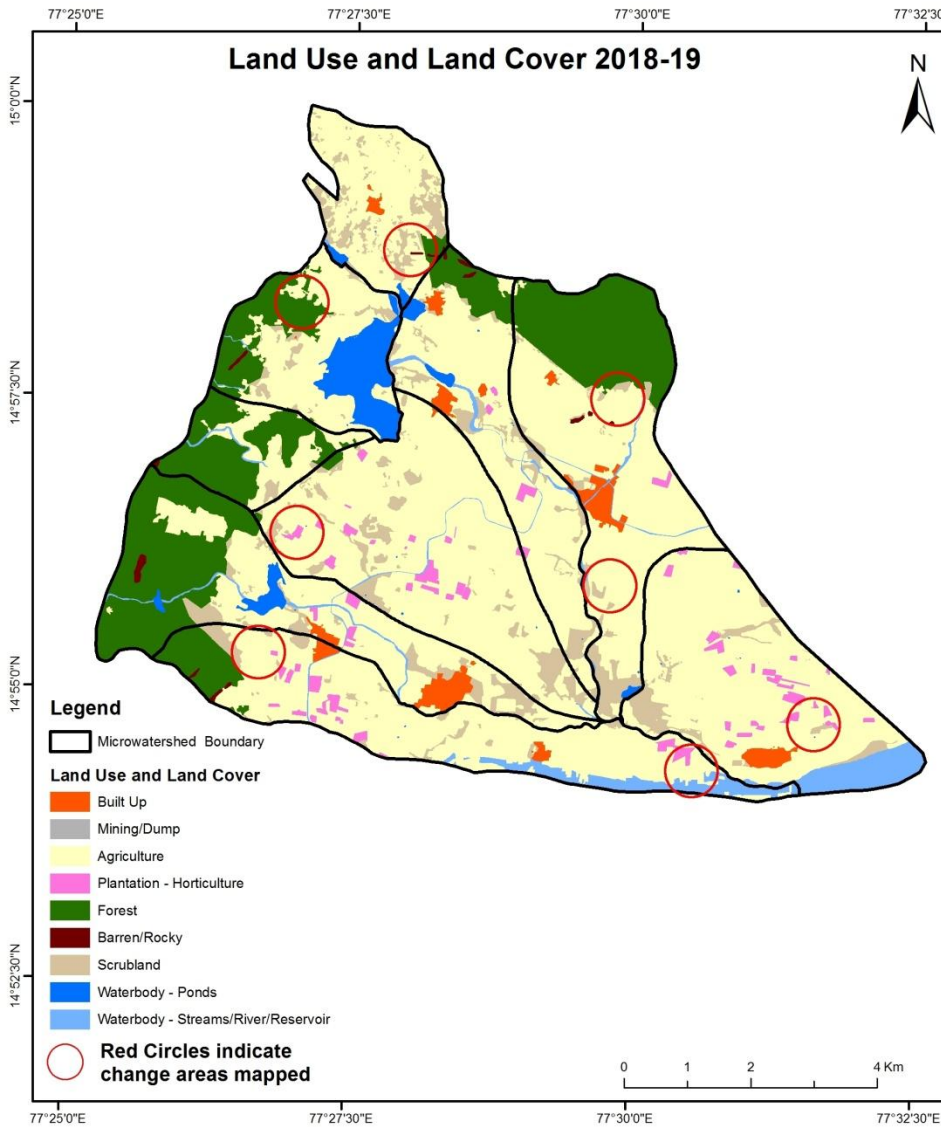 77°25'0"E 77°27'30"E 77°30'0"E 77°32'30"E
Land Use and Land Cover 2018-19
N
15°0'0"N
14°57'30"N
14°55'0"N
14°52'30"N
Legend
Microwatershed Boundary
Land Use and Land Cover
Built Up
Mining/Dump
Agriculture
Plantation - Horticulture
Forest
Barren/Rocky
Scrubland
Waterbody - Ponds
Waterbody - Streams/River/Reservoir
Red Circles indicate
change areas mapped
0 1 2 4 Km
77°25'0"E 77°27'30"E 77°30'0"E 77°32'30"E